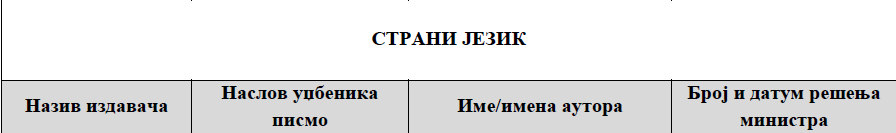 СТРАНИ ЈЕЗИК
Назив издавача
Наслов уџбеника
писмо
Име/имена аутора
Број и датум решења
министра